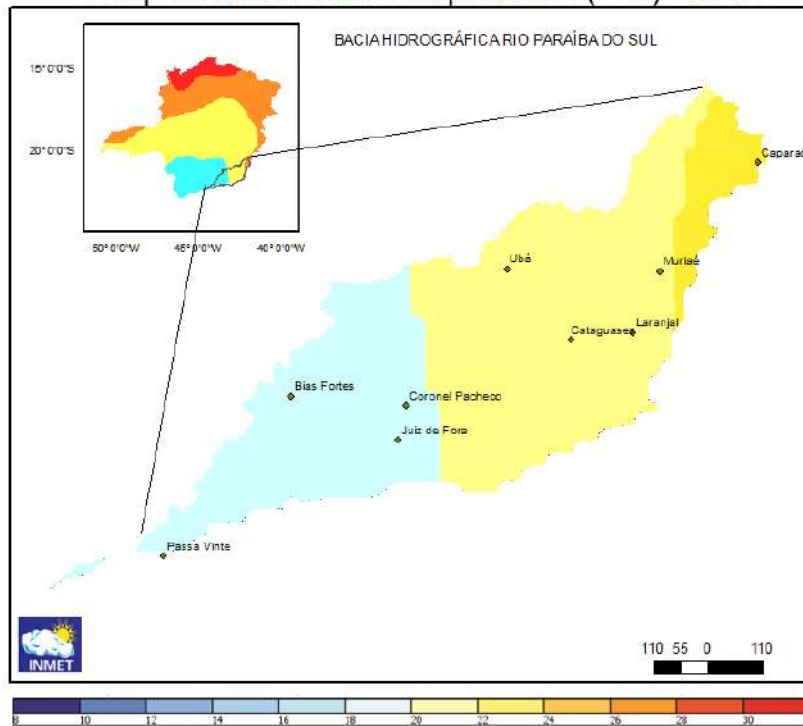 BACIA HIDROGRÁFICA RIO PARAÍBA DO SUL
15° 0'0"S
20° 0'0"S
50° 0'0"W 45° 0'0"W 40° 0'0"W
Caparaó
Ubá
Muriaé
Cataguases
Laranjal
Bias Fortes
Coronel Pacheco
Juiz de Fora
Passa Vinte
INMET
110 55 0 110
8 10 12 14 16 18 20 22 24 26 28 30